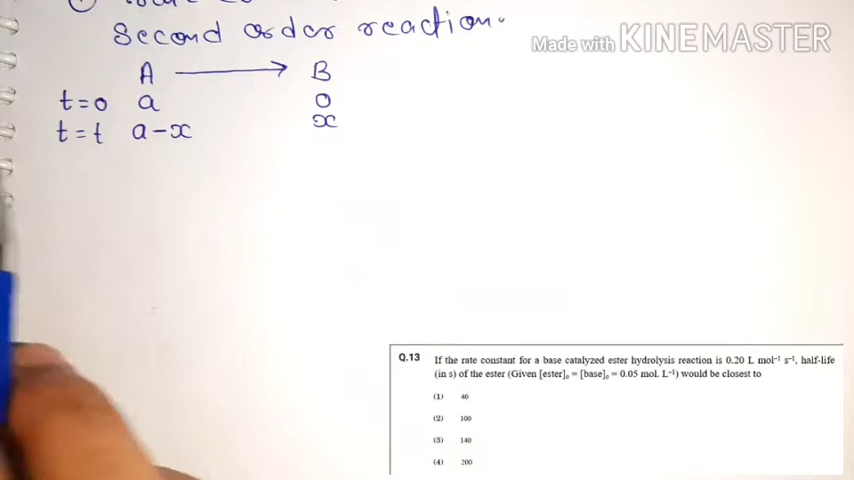 Second order reaction.
Made with KINEMASTER
A ⟶ B
t=0 a 0
t=t a-x x
Q.13 If the rate constant for a base catalyzed ester hydrolysis reaction is 0.20 L mol⁻¹ s⁻¹, half-life
(in s) of the ester (Given [ester]₀ = [base]₀ = 0.05 mol. L⁻¹) would be closest to
(1) 40
(2) 100
(3) 140
(4) 200